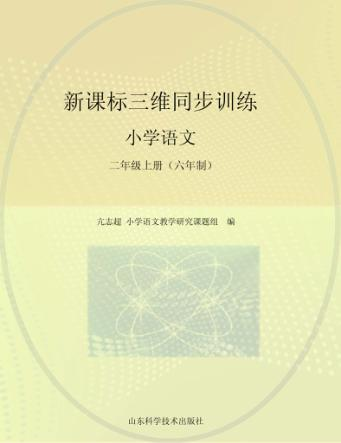 新课标三维同步训练
小学语文
二年级上册（六年制）
亢志超 小学语文教学研究课题组 编
山东科学技术出版社